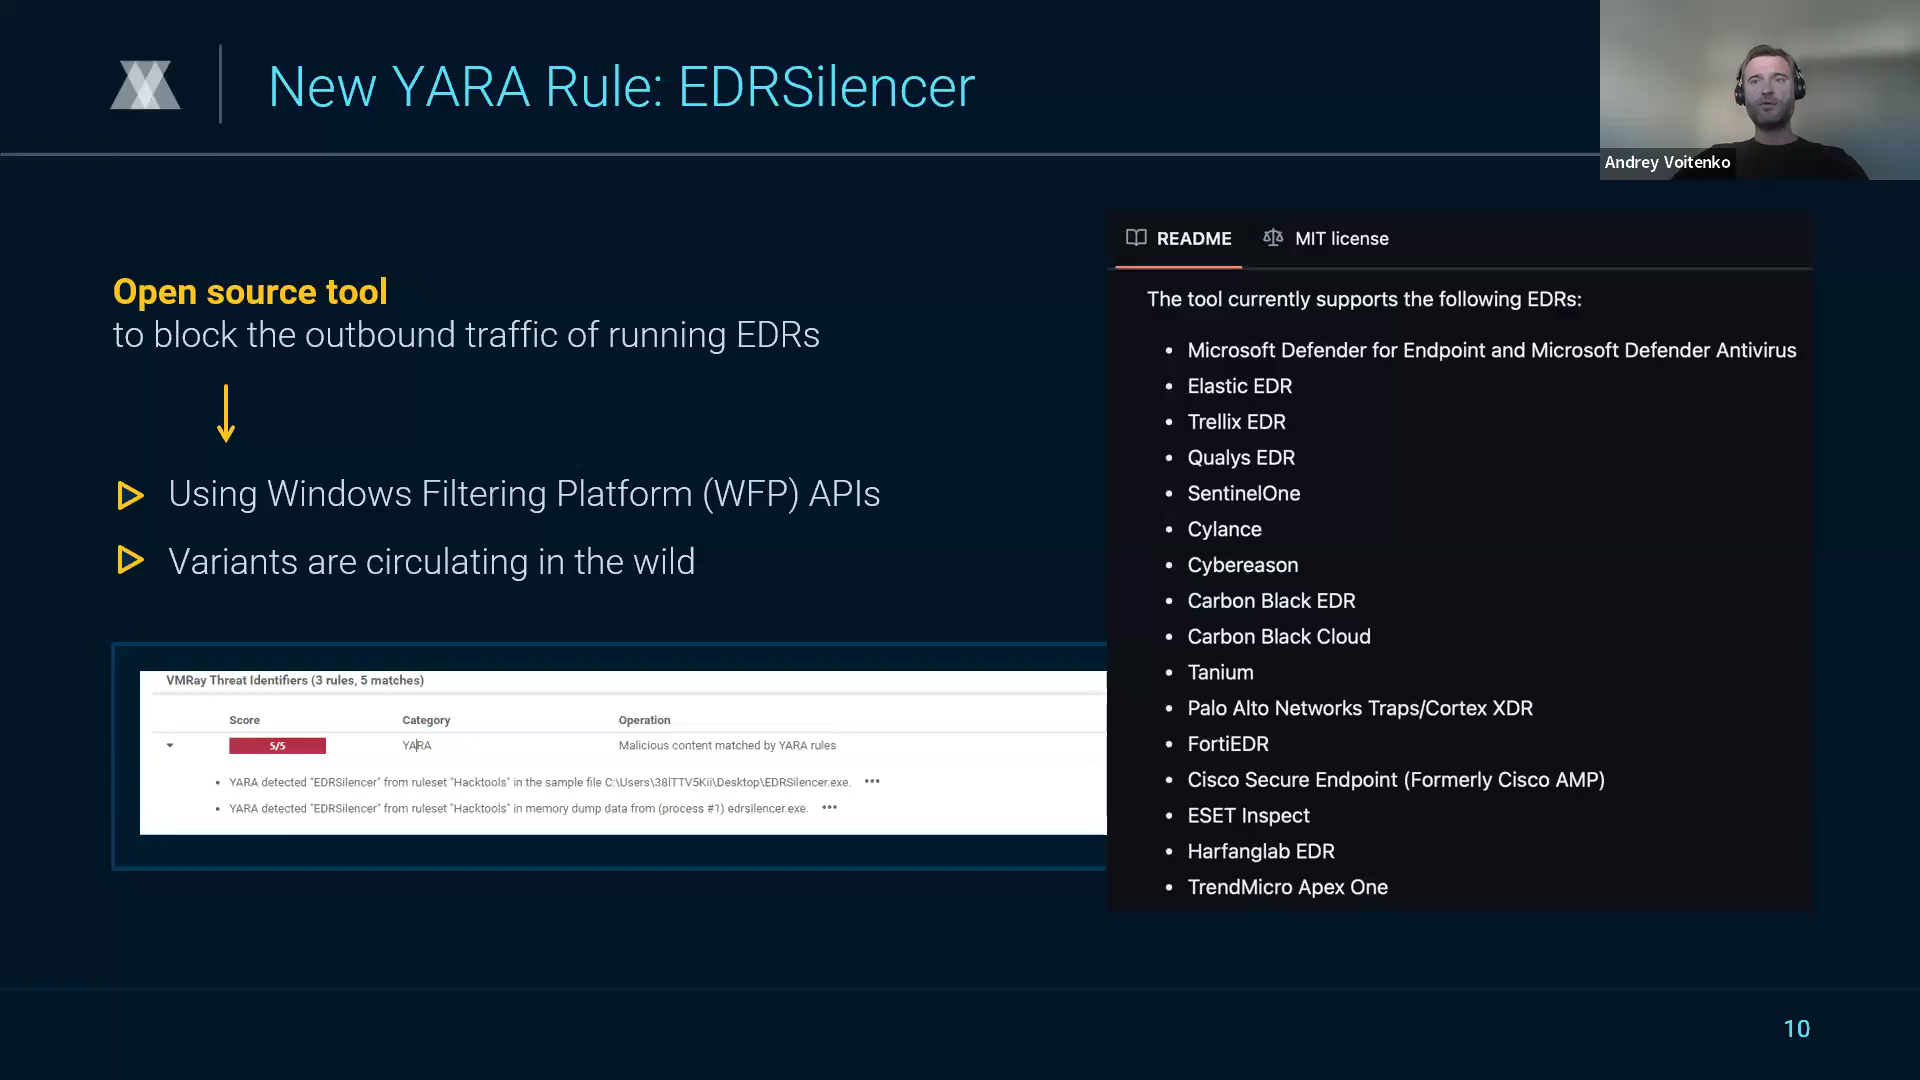 New YARA Rule: EDRSilencer
Andrey Voitenko
Open source tool
to block the outbound traffic of running EDRs
Using Windows Filtering Platform (WFP) APIs
Variants are circulating in the wild
VMRay Threat Identifiers (3 rules, 5 matches)
Score Category Operation
5/5 YARA Malicious content matched by YARA rules
• YARA detected "EDRSilencer" from ruleset "Hacktools" in the sample file C:\Users\38lTTV5Kii\Desktop\EDRSilencer.exe. •••
• YARA detected "EDRSilencer" from ruleset "Hacktools" in memory dump data from (process #1) edrsilencer.exe. •••
README MIT license
The tool currently supports the following EDRs:
• Microsoft Defender for Endpoint and Microsoft Defender Antivirus
• Elastic EDR
• Trellix EDR
• Qualys EDR
• SentinelOne
• Cylance
• Cybereason
• Carbon Black EDR
• Carbon Black Cloud
• Tanium
• Palo Alto Networks Traps/Cortex XDR
• FortiEDR
• Cisco Secure Endpoint (Formerly Cisco AMP)
• ESET Inspect
• Harfanglab EDR
• TrendMicro Apex One
10